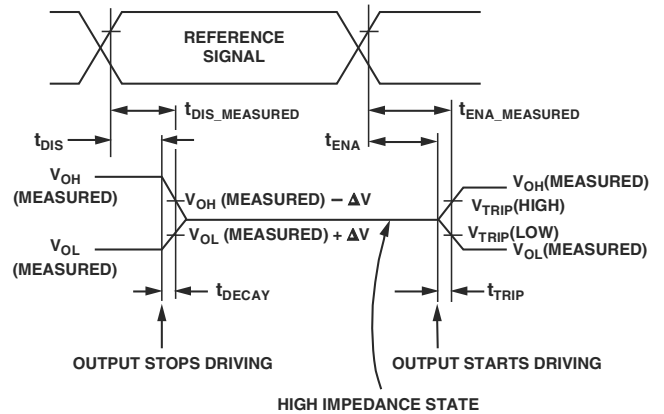 REFERENCE
SIGNAL
tDIS_MEASURED
tENA_MEASURED
tDIS
tENA
VOH
(MEASURED)
VOH (MEASURED) – ΔV
VOL (MEASURED) + ΔV
VOL
(MEASURED)
VOH(MEASURED)
VTRIP(HIGH)
VTRIP(LOW)
VOL(MEASURED)
tDECAY
tTRIP
OUTPUT STOPS DRIVING
OUTPUT STARTS DRIVING
HIGH IMPEDANCE STATE